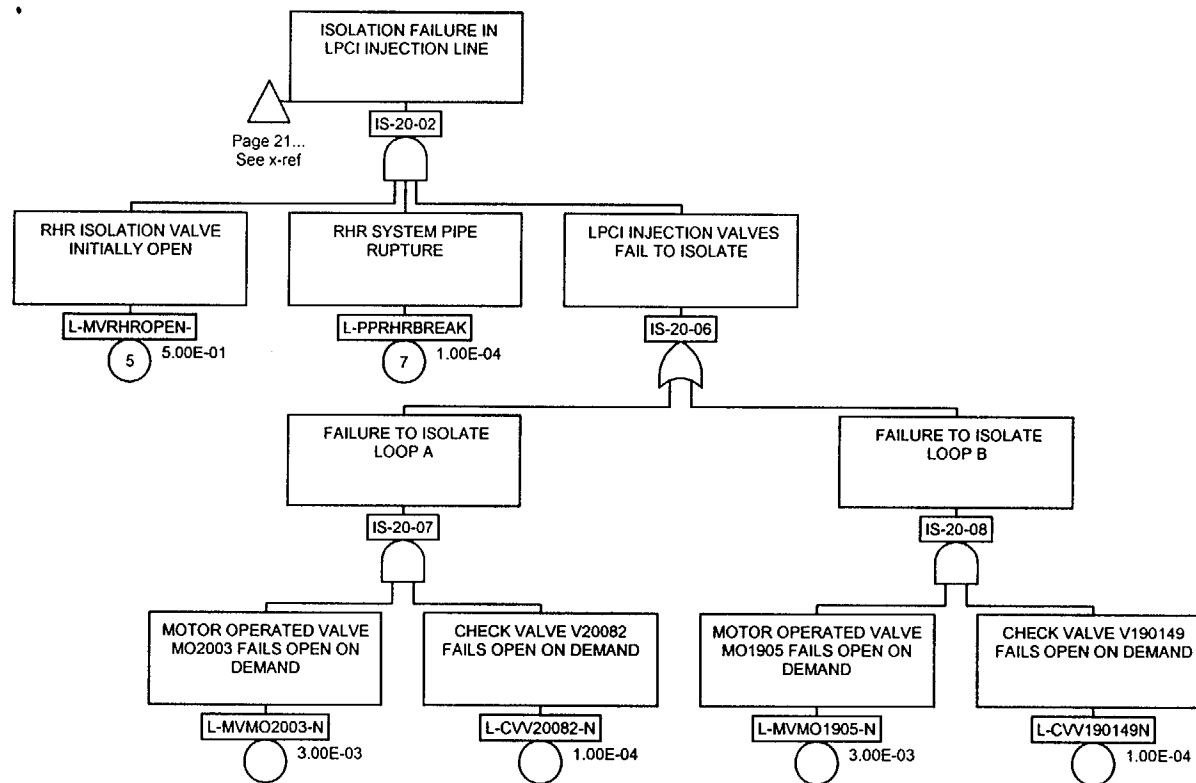 ISOLATION FAILURE IN
LPCI INJECTION LINE
Page 21...
See x-ref
IS-20-02
RHR ISOLATION VALVE
INITIALLY OPEN
RHR SYSTEM PIPE
RUPTURE
LPCI INJECTION VALVES
FAIL TO ISOLATE
L-MVRHROPEN-
5
5.00E-01
L-PPRHRBREAK
7
1.00E-04
IS-20-06
FAILURE TO ISOLATE
LOOP A
FAILURE TO ISOLATE
LOOP B
IS-20-07
IS-20-08
MOTOR OPERATED VALVE
MO2003 FAILS OPEN ON
DEMAND
CHECK VALVE V20082
FAILS OPEN ON DEMAND
MOTOR OPERATED VALVE
MO1905 FAILS OPEN ON
DEMAND
CHECK VALVE V190149
FAILS OPEN ON DEMAND
L-MVMO2003-N
3.00E-03
L-CVV20082-N
1.00E-04
L-MVMO1905-N
3.00E-03
L-CVV190149N
1.00E-04